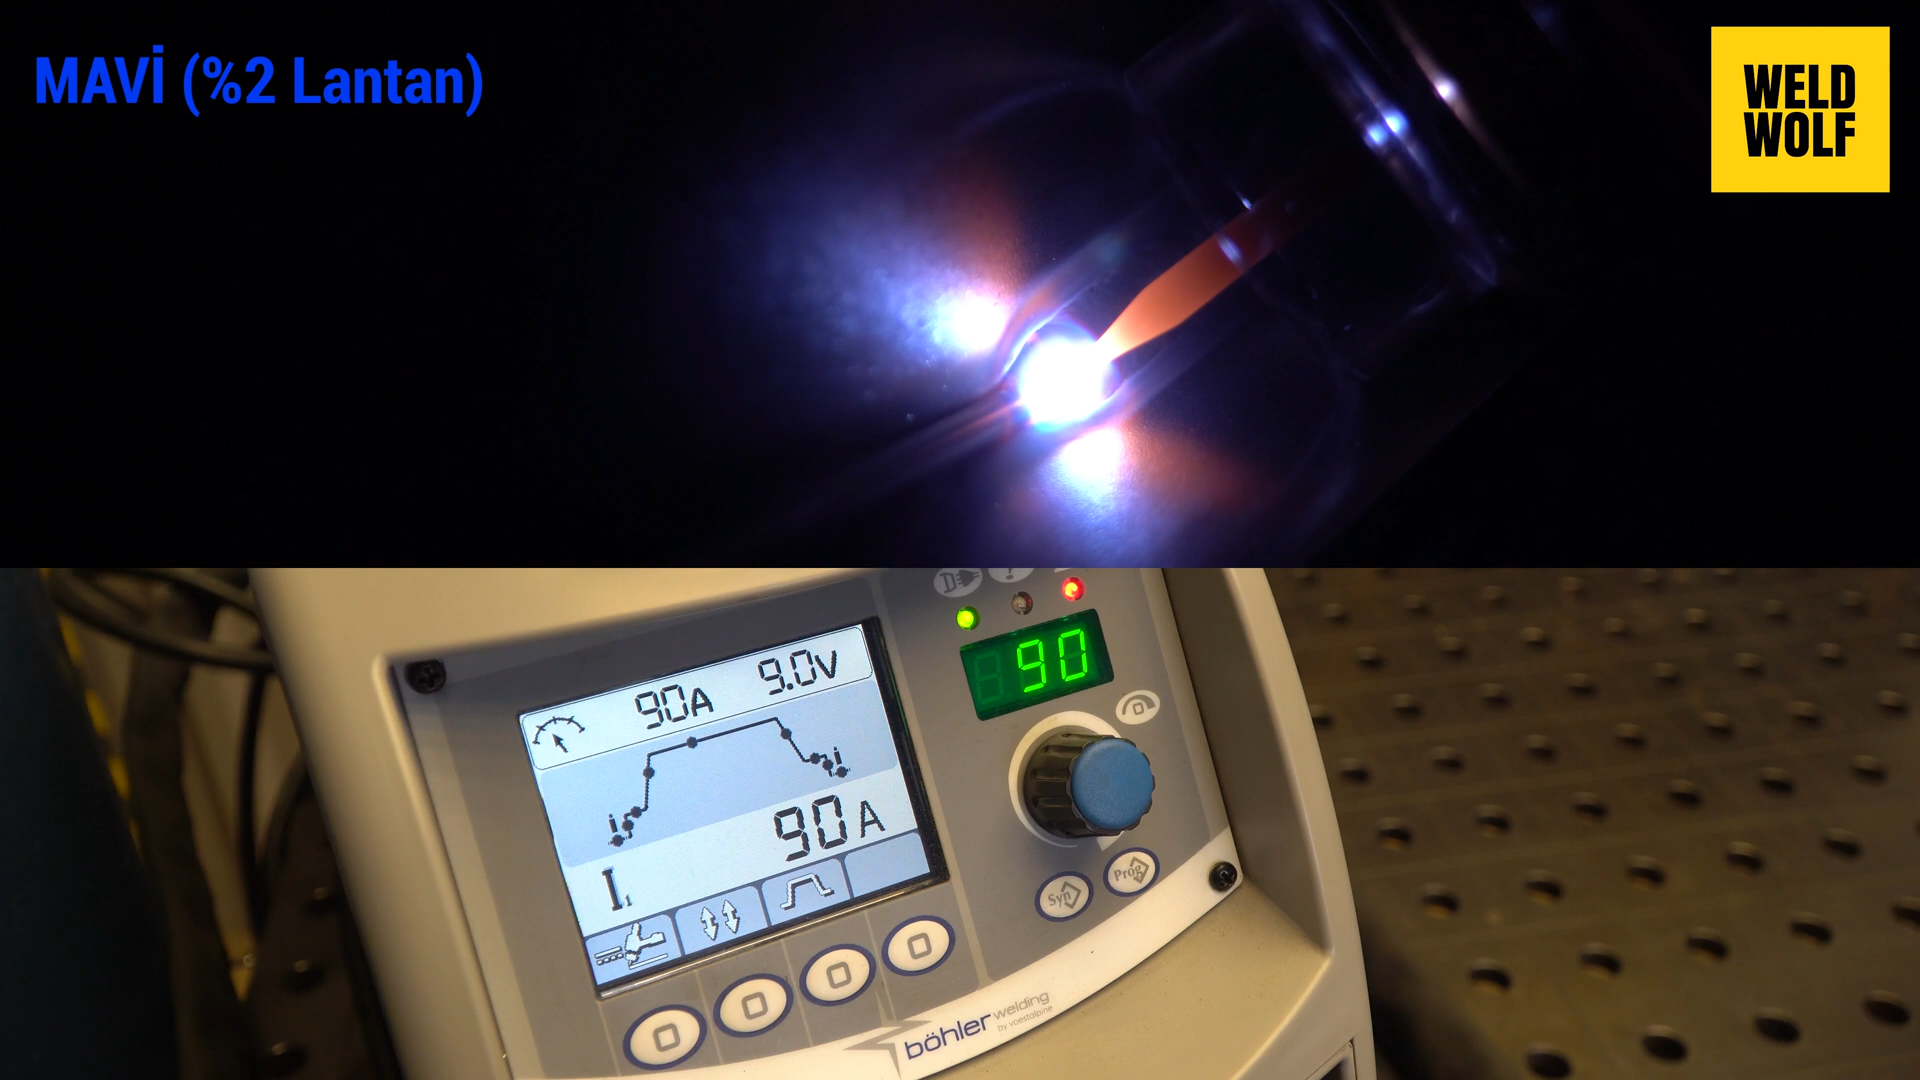 MAVİ (%2 Lantan)
WELD
WOLF
90A 9.0V
90A
I1
90
Syn
Prog
böhler welding
by voestalpine